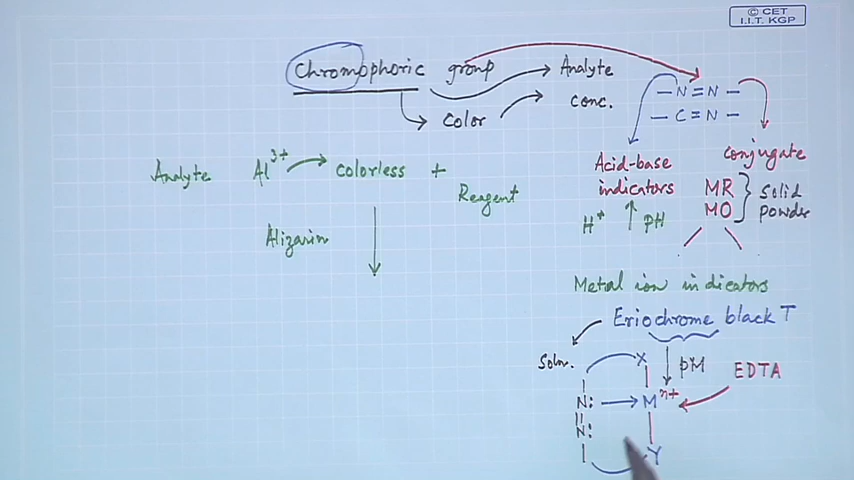 © CET
I.I.T. KGP
Chromophoric group
Analyte
conc.
Color
— N = N —
— C = N —
Analyte Al3+ colorless +
Reagent
Alizarin
Acid-base
indicators
H+ pH
Conjugate
MR
MO
Solid
powder
Metal ion indicators
Eriochrome black T
Soln.
X
pM
EDTA
N: Mn+
||
N:
Y